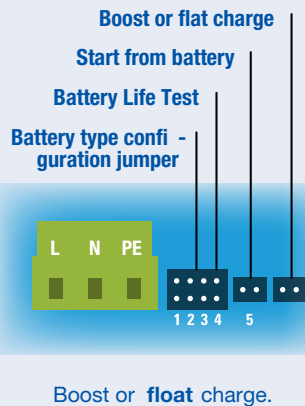 Boost or flat charge
Start from battery
Battery Life Test
Battery type confi -
guration jumper
L N PE
1 2 3 4 5
Boost or float charge.